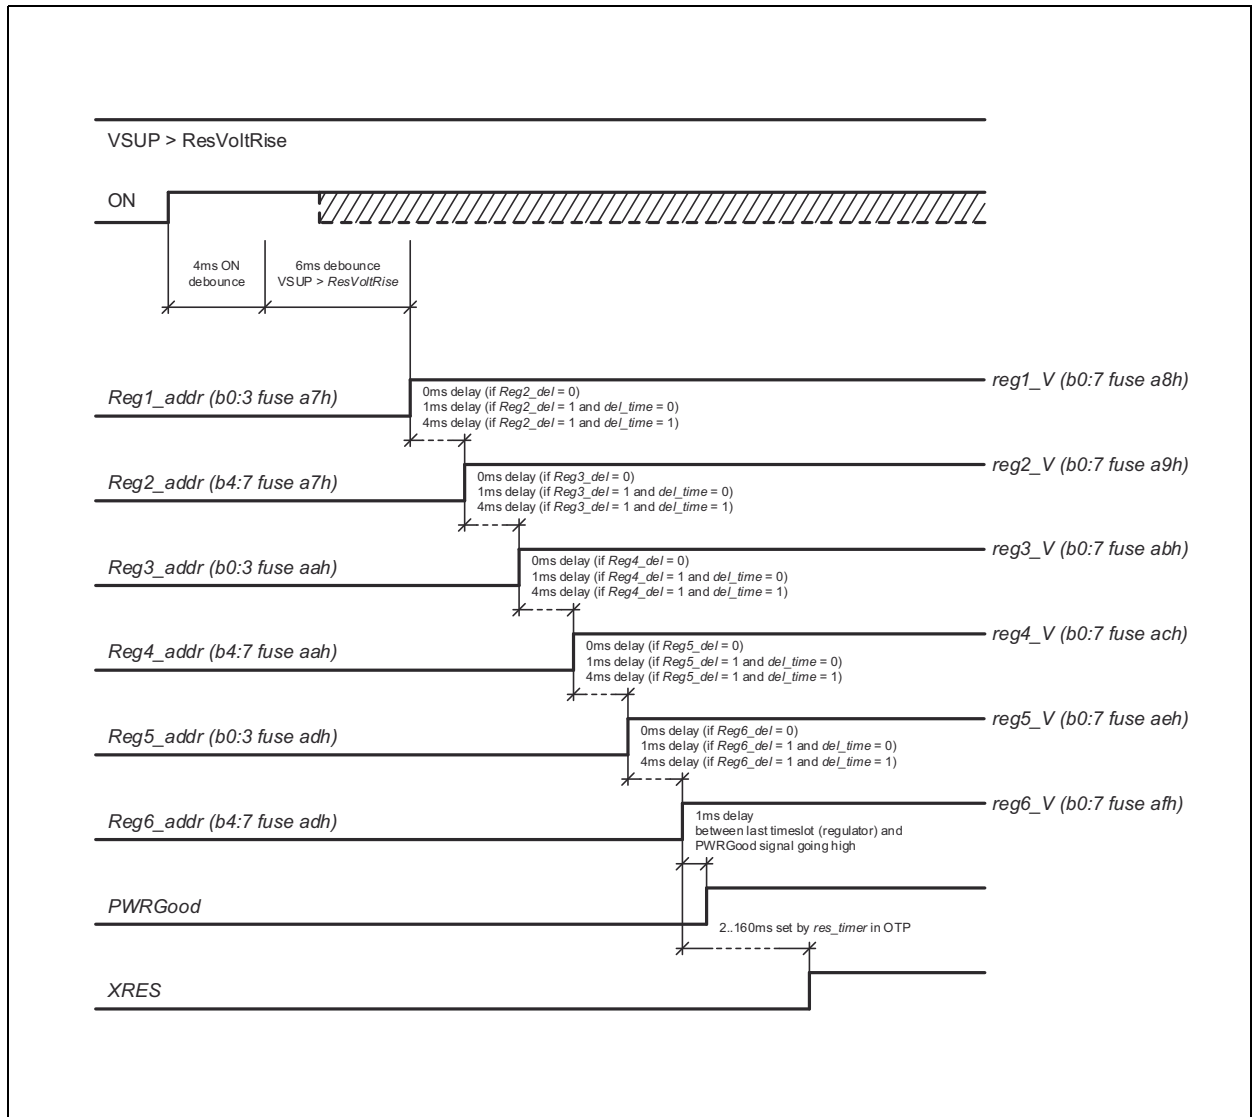 VSUP > ResVoltRise
ON
4ms ON
debounce
6ms debounce
VSUP > ResVoltRise
Reg1_addr (b0:3 fuse a7h)
0ms delay (if Reg2_del = 0)
1ms delay (if Reg2_del = 1 and del_time = 0)
4ms delay (if Reg2_del = 1 and del_time = 1)
reg1_V (b0:7 fuse a8h)
Reg2_addr (b4:7 fuse a7h)
0ms delay (if Reg3_del = 0)
1ms delay (if Reg3_del = 1 and del_time = 0)
4ms delay (if Reg3_del = 1 and del_time = 1)
reg2_V (b0:7 fuse a9h)
Reg3_addr (b0:3 fuse aah)
0ms delay (if Reg4_del = 0)
1ms delay (if Reg4_del = 1 and del_time = 0)
4ms delay (if Reg4_del = 1 and del_time = 1)
reg3_V (b0:7 fuse abh)
Reg4_addr (b4:7 fuse aah)
0ms delay (if Reg5_del = 0)
1ms delay (if Reg5_del = 1 and del_time = 0)
4ms delay (if Reg5_del = 1 and del_time = 1)
reg4_V (b0:7 fuse ach)
Reg5_addr (b0:3 fuse adh)
0ms delay (if Reg6_del = 0)
1ms delay (if Reg6_del = 1 and del_time = 0)
4ms delay (if Reg6_del = 1 and del_time = 1)
reg5_V (b0:7 fuse aeh)
Reg6_addr (b4:7 fuse adh)
1ms delay
between last timeslot (regulator) and
PWRGood signal going high
reg6_V (b0:7 fuse afh)
PWRGood
2..160ms set by res_timer in OTP
XRES